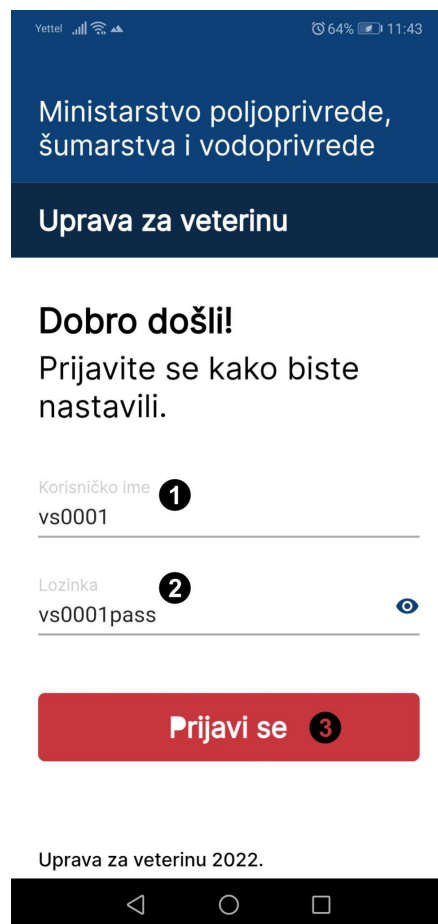 Yettel 64% 11:43
Ministarstvo poljoprivrede,
šumarstva i vodoprivrede
Uprava za veterinu
Dobro došli!
Prijavite se kako biste
nastavili.
Korisničko ime 1
vs0001
Lozinka 2
vs0001pass
Prijavi se 3
Uprava za veterinu 2022.